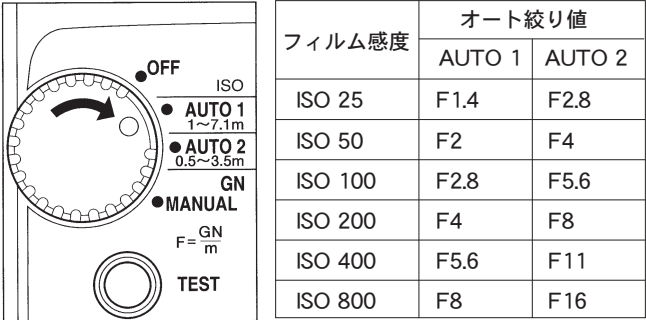 OFF
ISO
AUTO 1
1〜7.1m
AUTO 2
0.5〜3.5m
GN
MANUAL
F=GN/m
TEST
フィルム感度 オート絞り値
AUTO 1 AUTO 2
ISO 25 F1.4 F2.8
ISO 50 F2 F4
ISO 100 F2.8 F5.6
ISO 200 F4 F8
ISO 400 F5.6 F11
ISO 800 F8 F16